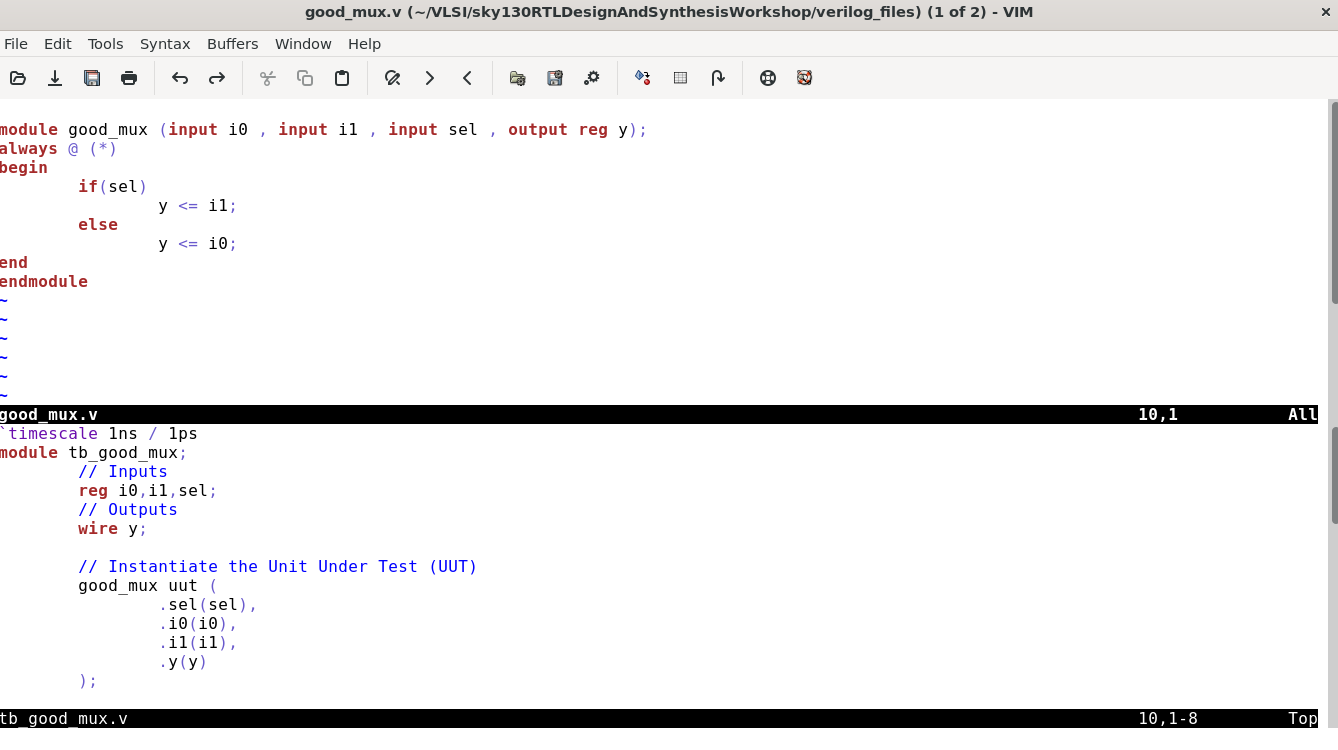 good_mux.v (~/VLSI/sky130RTLDesignAndSynthesisWorkshop/verilog_files) (1 of 2) - VIM
File Edit Tools Syntax Buffers Window Help
module good_mux (input i0 , input i1 , input sel , output reg y);
always @ (*)
begin
        if(sel)
                y <= i1;
        else
                y <= i0;
end
endmodule
~
~
~
~
~
~
good_mux.v 10,1 All
`timescale 1ns / 1ps
module tb_good_mux;
        // Inputs
        reg i0,i1,sel;
        // Outputs
        wire y;
        // Instantiate the Unit Under Test (UUT)
        good_mux uut (
                .sel(sel),
                .i0(i0),
                .i1(i1),
                .y(y)
        );
tb_good_mux.v 10,1-8 Top